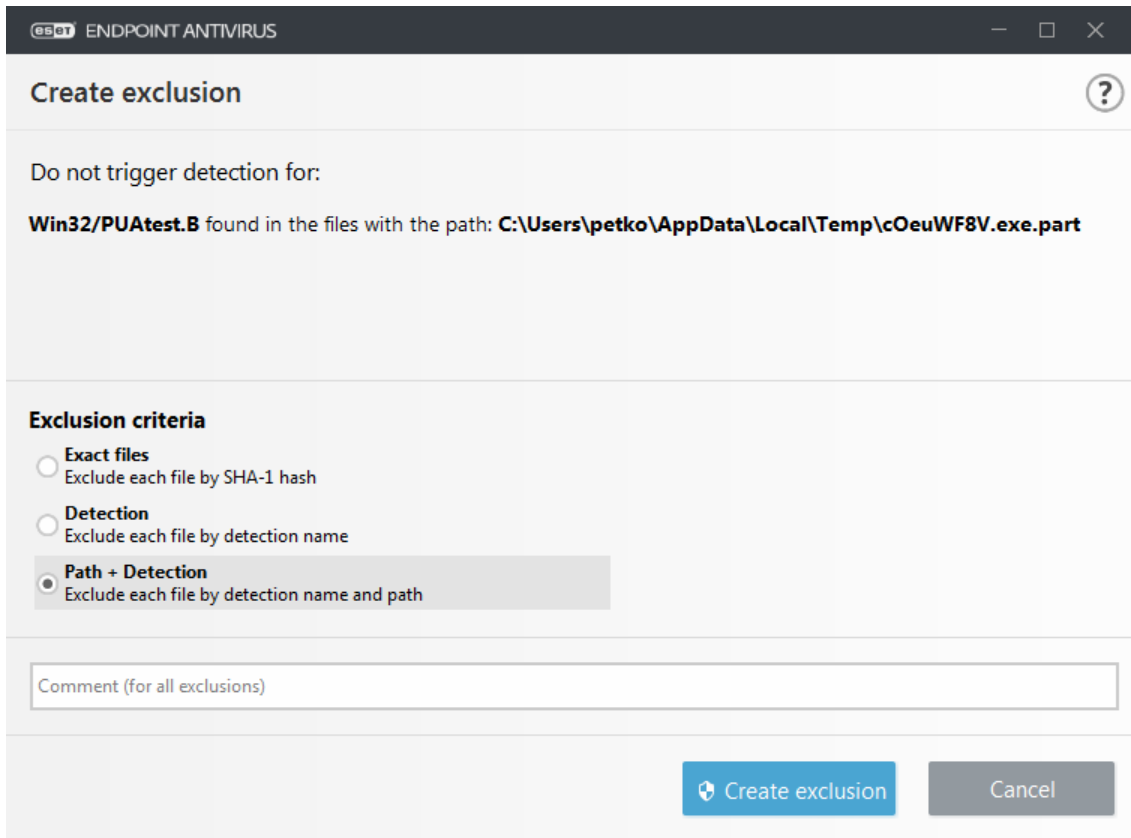 eset ENDPOINT ANTIVIRUS
Create exclusion
?
Do not trigger detection for:
Win32/PUAtest.B found in the files with the path: C:\Users\petko\AppData\Local\Temp\cOeuWF8V.exe.part
Exclusion criteria
Exact files
Exclude each file by SHA-1 hash
Detection
Exclude each file by detection name
Path + Detection
Exclude each file by detection name and path
Comment (for all exclusions)
Create exclusion
Cancel